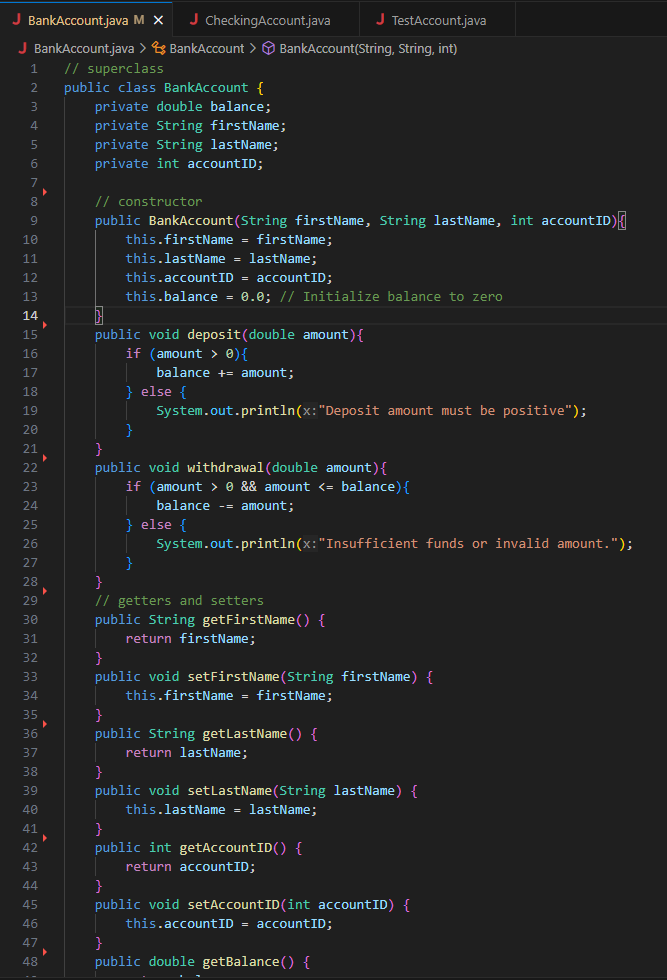 BankAccount.java M CheckingAccount.java TestAccount.java
BankAccount.java > BankAccount > BankAccount(String, String, int)
1 // superclass
2 public class BankAccount {
3 private double balance;
4 private String firstName;
5 private String lastName;
6 private int accountID;
7
8 // constructor
9 public BankAccount(String firstName, String lastName, int accountID){
10 this.firstName = firstName;
11 this.lastName = lastName;
12 this.accountID = accountID;
13 this.balance = 0.0; // Initialize balance to zero
14 }
15 public void deposit(double amount){
16 if (amount > 0){
17 balance += amount;
18 } else {
19 System.out.println(x:"Deposit amount must be positive");
20 }
21 }
22 public void withdrawal(double amount){
23 if (amount > 0 && amount <= balance){
24 balance -= amount;
25 } else {
26 System.out.println(x:"Insufficient funds or invalid amount.");
27 }
28 }
29 // getters and setters
30 public String getFirstName() {
31 return firstName;
32 }
33 public void setFirstName(String firstName) {
34 this.firstName = firstName;
35 }
36 public String getLastName() {
37 return lastName;
38 }
39 public void setLastName(String lastName) {
40 this.lastName = lastName;
41 }
42 public int getAccountID() {
43 return accountID;
44 }
45 public void setAccountID(int accountID) {
46 this.accountID = accountID;
47 }
48 public double getBalance() {